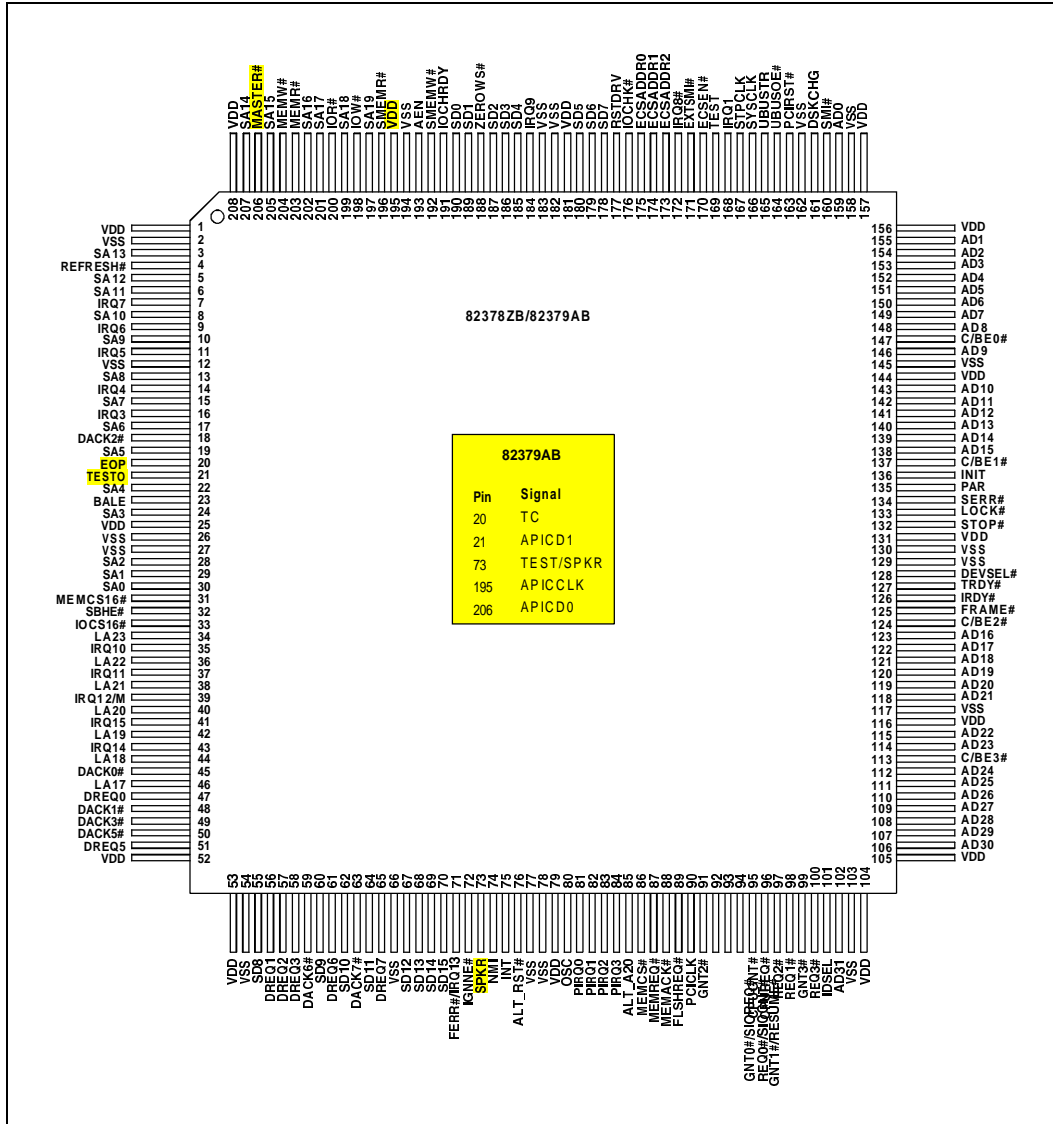 VDD 208
SA14 207
MASTER# 206
SA15 205
MEMW# 204
MEMR# 203
SA16 202
SA17 201
IOR# 200
SA18 199
IOW# 198
SA19 197
SMEMR# 196
VDD 195
VSS 194
AEN 193
SMEMW# 192
IOCHRDY 191
SD0 190
SD1 189
ZEROWS# 188
SD2 187
SD3 186
SD4 185
IRQ9 184
VSS 183
VSS 182
VDD 181
SD5 180
SD6 179
SD7 178
RSTDRV 177
IOCHK# 176
ECSADDR0 175
ECSADDR1 174
ECSADDR2 173
IRQ8# 172
EXTSMI# 171
ECSEN# 170
TEST 169
IRQ1 168
STPCLK 167
SYSCLK 166
UBUSTR 165
UBUSOE# 164
PCIRST# 163
VSS 162
DSKCHG 161
SMI# 160
AD0 159
VSS 158
VDD 157
VDD 1
VSS 2
SA13 3
REFRESH# 4
SA12 5
SA11 6
IRQ7 7
SA10 8
IRQ6 9
SA9 10
IRQ5 11
VSS 12
SA8 13
IRQ4 14
SA7 15
IRQ3 16
SA6 17
DACK2# 18
SA5 19
EOP 20
TESTO 21
SA4 22
BALE 23
SA3 24
VDD 25
VSS 26
VSS 27
SA2 28
SA1 29
SA0 30
MEMCS16# 31
SBHE# 32
IOCS16# 33
LA23 34
IRQ10 35
LA22 36
IRQ11 37
LA21 38
IRQ12/M 39
LA20 40
IRQ15 41
LA19 42
IRQ14 43
LA18 44
DACK0# 45
LA17 46
DREQ0 47
DACK1# 48
DACK3# 49
DACK5# 50
DREQ5 51
VDD 52
82378ZB/82379AB
82379AB
Pin Signal
20 TC
21 APICD1
73 TEST/SPKR
195 APICCLK
206 APICD0
156 VDD
155 AD1
154 AD2
153 AD3
152 AD4
151 AD5
150 AD6
149 AD7
148 AD8
147 C/BE0#
146 AD9
145 VSS
144 VDD
143 AD10
142 AD11
141 AD12
140 AD13
139 AD14
138 AD15
137 C/BE1#
136 INIT
135 PAR
134 SERR#
133 LOCK#
132 STOP#
131 VDD
130 VSS
129 VSS
128 DEVSEL#
127 TRDY#
126 IRDY#
125 FRAME#
124 C/BE2#
123 AD16
122 AD17
121 AD18
120 AD19
119 AD20
118 AD21
117 VSS
116 VDD
115 AD22
114 AD23
113 C/BE3#
112 AD24
111 AD25
110 AD26
109 AD27
108 AD28
107 AD29
106 AD30
105 VDD
53 VDD
54 VSS
55 SD8
56 DREQ1
57 DREQ2
58 DREQ3
59 DACK6#
60 SD9
61 DREQ6
62 SD10
63 DACK7#
64 SD11
65 DREQ7
66 VSS
67 SD12
68 SD13
69 SD14
70 SD15
71 FERR#/IRQ13
72 IGNNE#
73 SPKR
74 NMI
75 INT
76 ALT_RST#
77 VSS
78 VSS
79 VDD
80 OSC
81 PIRQ0
82 PIRQ1
83 PIRQ2
84 PIRQ3
85 ALT_A20
86 MEMCS#
87 MEMREQ#
88 MEMACK#
89 FLSHREQ#
90 PCICLK
91 GNT2#
92
93
94
95 GNT0#/SIOREQ#
96
97 GNT1#/RESUME# REQ2#
98 REQ1#
99 GNT3#
100 REQ3#
101 IDSEL
102 AD31
103 VSS
104 VDD